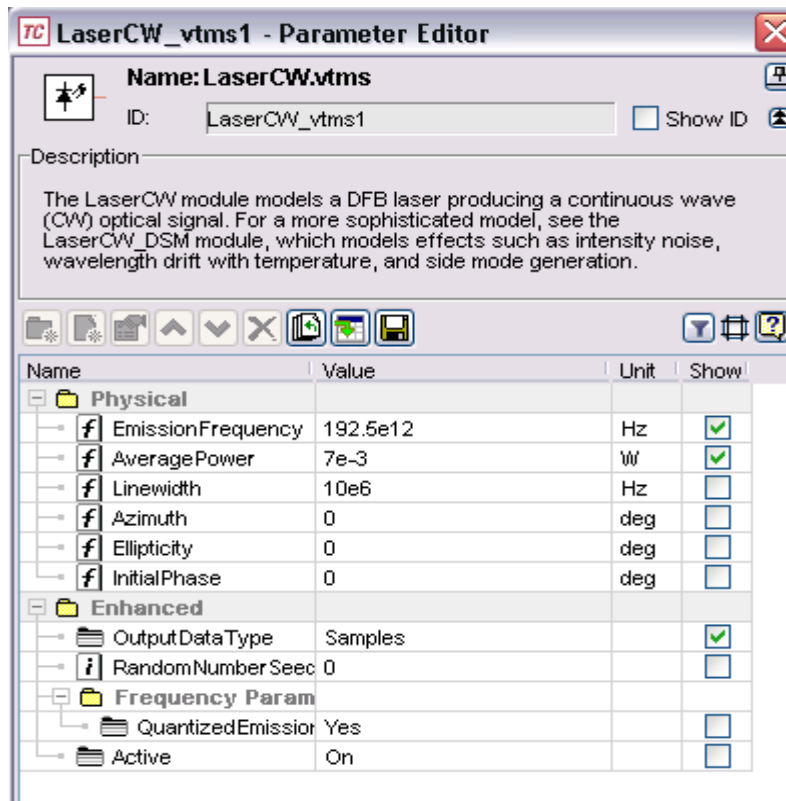 TC LaserCW_vtms1 - Parameter Editor
Name: LaserCW.vtms
ID: LaserCW_vtms1 Show ID
Description
The LaserCW module models a DFB laser producing a continuous wave
(CW) optical signal. For a more sophisticated model, see the
LaserCW_DSM module, which models effects such as intensity noise,
wavelength drift with temperature, and side mode generation.
Name Value Unit Show
Physical
f EmissionFrequency 192.5e12 Hz
f AveragePower 7e-3 W
f Linewidth 10e6 Hz
f Azimuth 0 deg
f Ellipticity 0 deg
f InitialPhase 0 deg
Enhanced
OutputDataType Samples
i RandomNumberSeec 0
Frequency Param
QuantizedEmission Yes
Active On